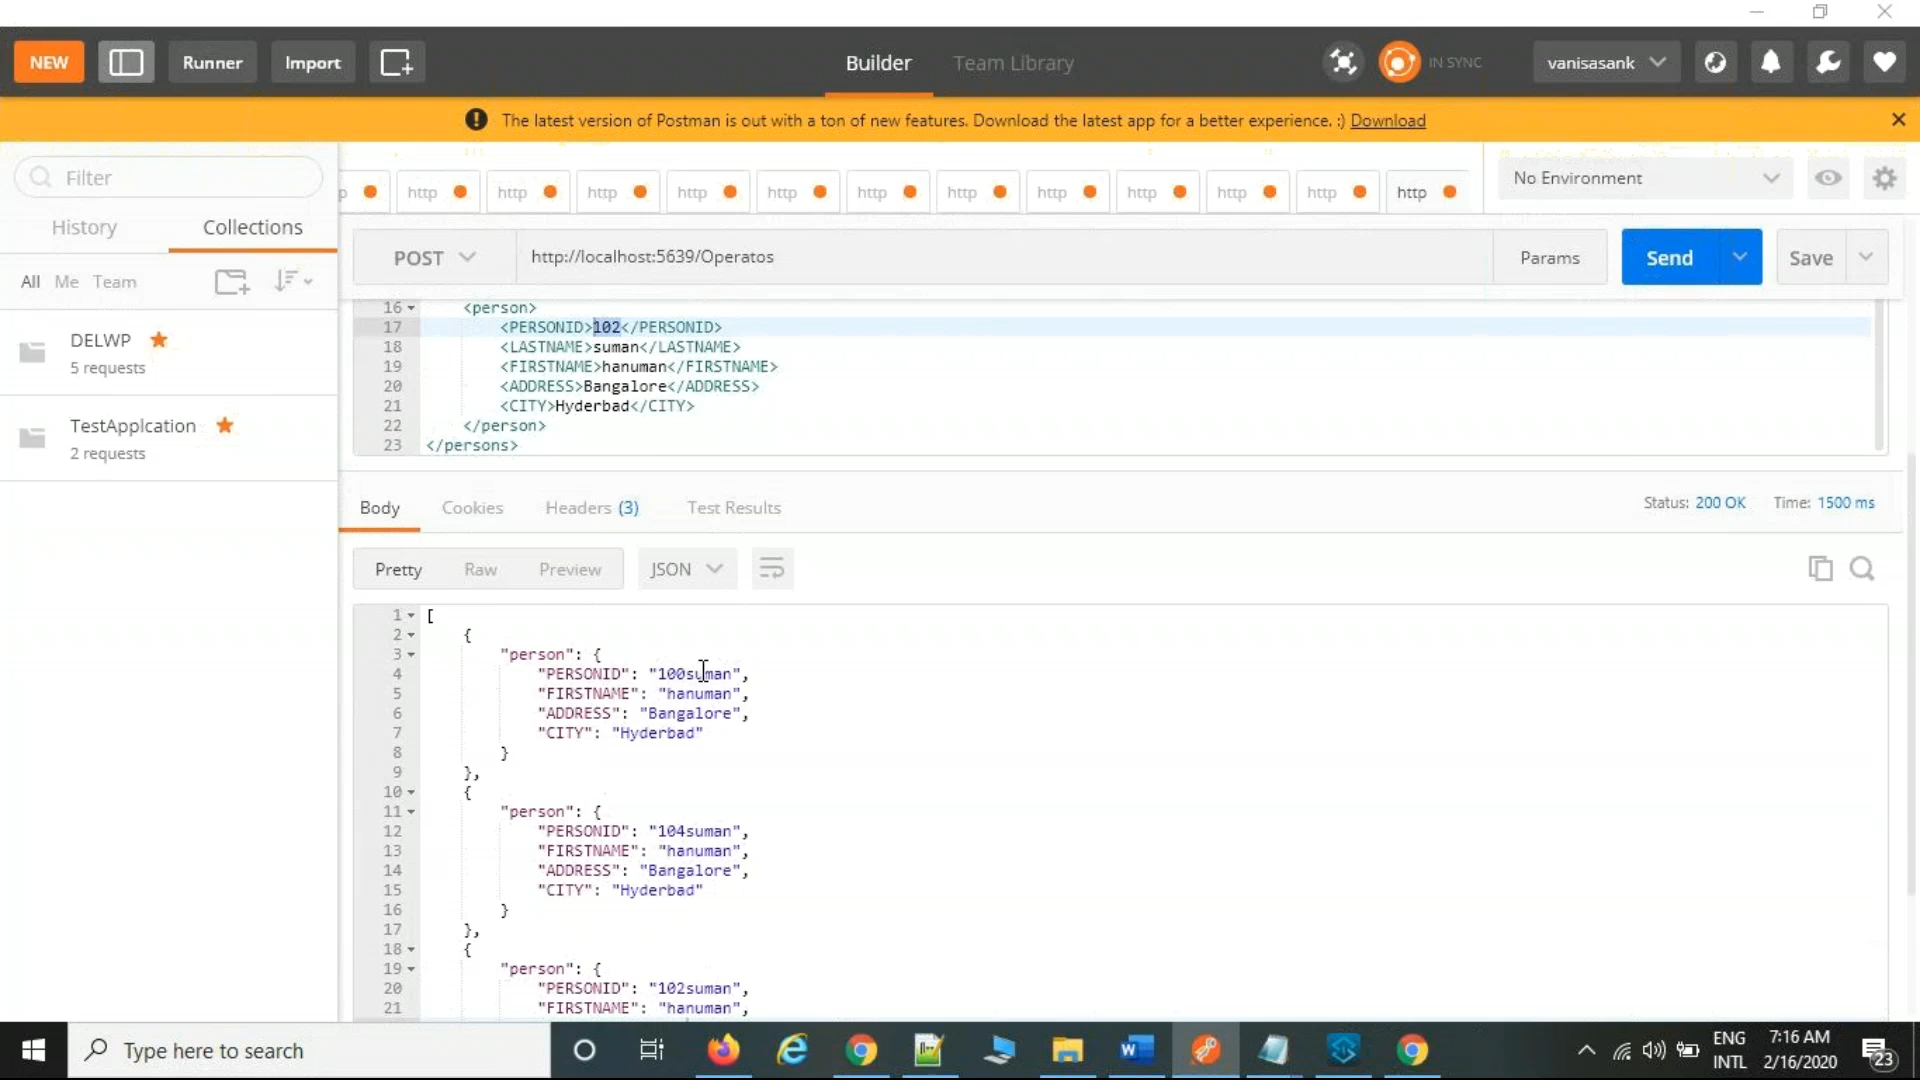 NEW Runner Import Builder Team Library IN SYNC vanisasank
The latest version of Postman is out with a ton of new features. Download the latest app for a better experience. :) Download
Filter
History Collections
All Me Team
DELWP
5 requests
TestApplcation
2 requests
p http http http http http http http http http http http http
No Environment
POST http://localhost:5639/Operatos Params Send Save
16 <person>
17 <PERSONID>102</PERSONID>
18 <LASTNAME>suman</LASTNAME>
19 <FIRSTNAME>hanuman</FIRSTNAME>
20 <ADDRESS>Bangalore</ADDRESS>
21 <CITY>Hyderbad</CITY>
22 </person>
23 </persons>
Body Cookies Headers (3) Test Results Status: 200 OK Time: 1500 ms
Pretty Raw Preview JSON
1 [
2 {
3 "person": {
4 "PERSONID": "100suman",
5 "FIRSTNAME": "hanuman",
6 "ADDRESS": "Bangalore",
7 "CITY": "Hyderbad"
8 }
9 },
10 {
11 "person": {
12 "PERSONID": "104suman",
13 "FIRSTNAME": "hanuman",
14 "ADDRESS": "Bangalore",
15 "CITY": "Hyderbad"
16 }
17 },
18 {
19 "person": {
20 "PERSONID": "102suman",
21 "FIRSTNAME": "hanuman",
Type here to search
ENG 7:16 AM
INTL 2/16/2020 23